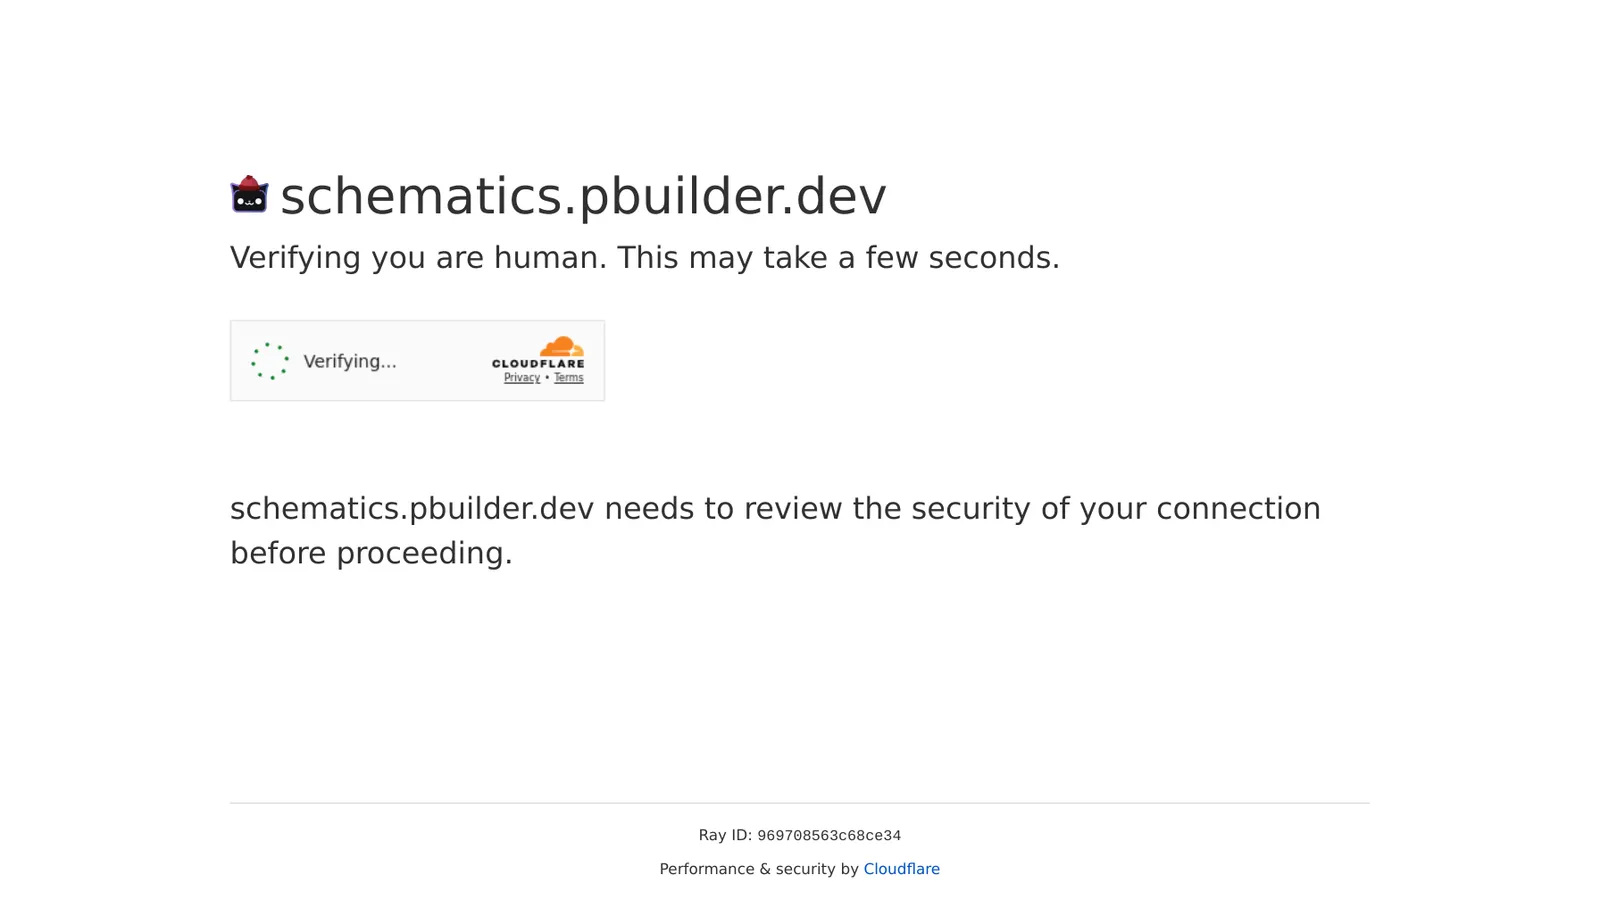 schematics.pbuilder.dev
Verifying you are human. This may take a few seconds.
Verifying...
CLOUDFLARE
Privacy • Terms
schematics.pbuilder.dev needs to review the security of your connection
before proceeding.
Ray ID: 969708563c68ce34
Performance & security by Cloudflare